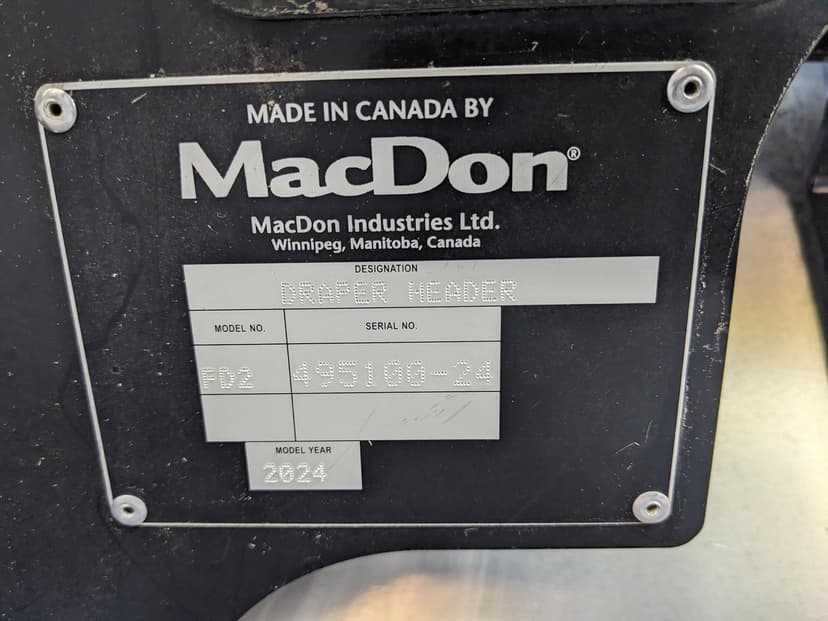 MADE IN CANADA BY
MacDon®
MacDon Industries Ltd.
Winnipeg, Manitoba, Canada
DESIGNATION
DRAPER HEADER
MODEL NO. SERIAL NO.
FD2 495100-24
MODEL YEAR
2024